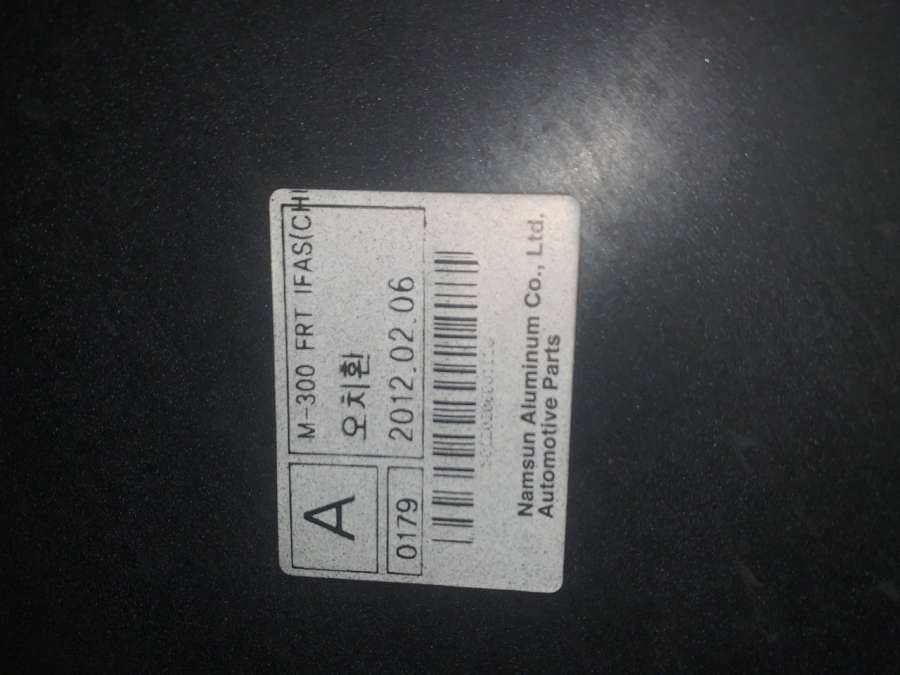 A
M-300 FRT IFAS(CH
오치환
0179
2012.02.06
Namsun Aluminum Co., Ltd.
Automotive Parts